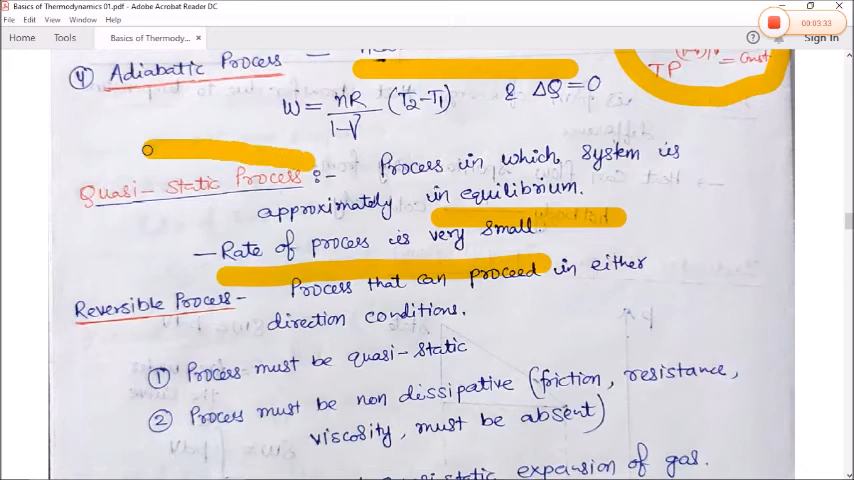 Basics of Thermodynamics 01.pdf - Adobe Acrobat Reader DC
File Edit View Window Help
Home Tools Basics of Thermody... × Sign In
00:03:33
④ Adiabatic Process –
TP = Const
W = nR/1-γ (T2-T1) & ΔQ = 0
Quasi-static Process :- Process in which system is
approximately in equilibrium.
— Rate of process is very small.
Reversible Process - Process that can proceed in either
direction conditions.
① Process must be quasi-static
② Process must be non dissipative (friction, resistance,
viscosity, must be absent)
static expansion of gas.